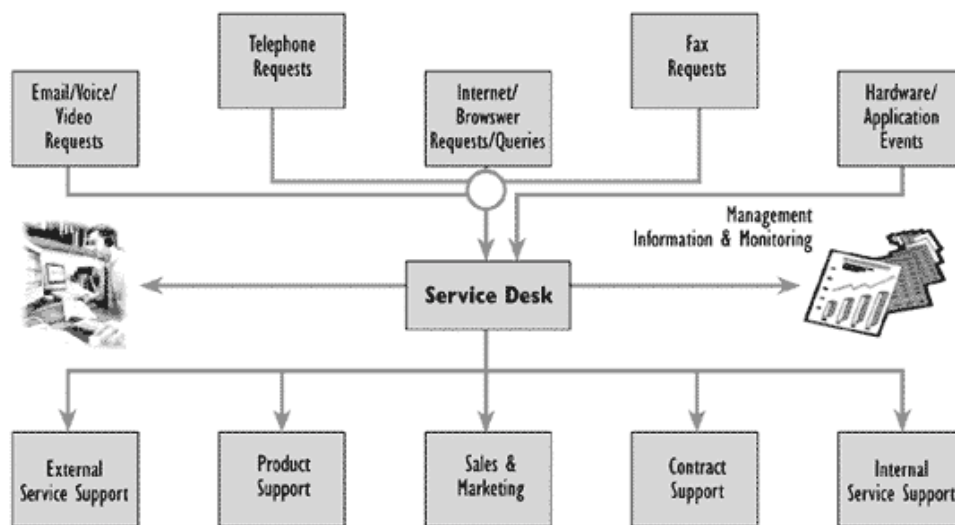 Telephone
Requests
Fax
Requests
Email/Voice/
Video
Requests
Internet/
Browswer
Requests/Queries
Hardware/
Application
Events
Management
Information & Monitoring
Service Desk
External
Service Support
Product
Support
Sales &
Marketing
Contract
Support
Internal
Service Support